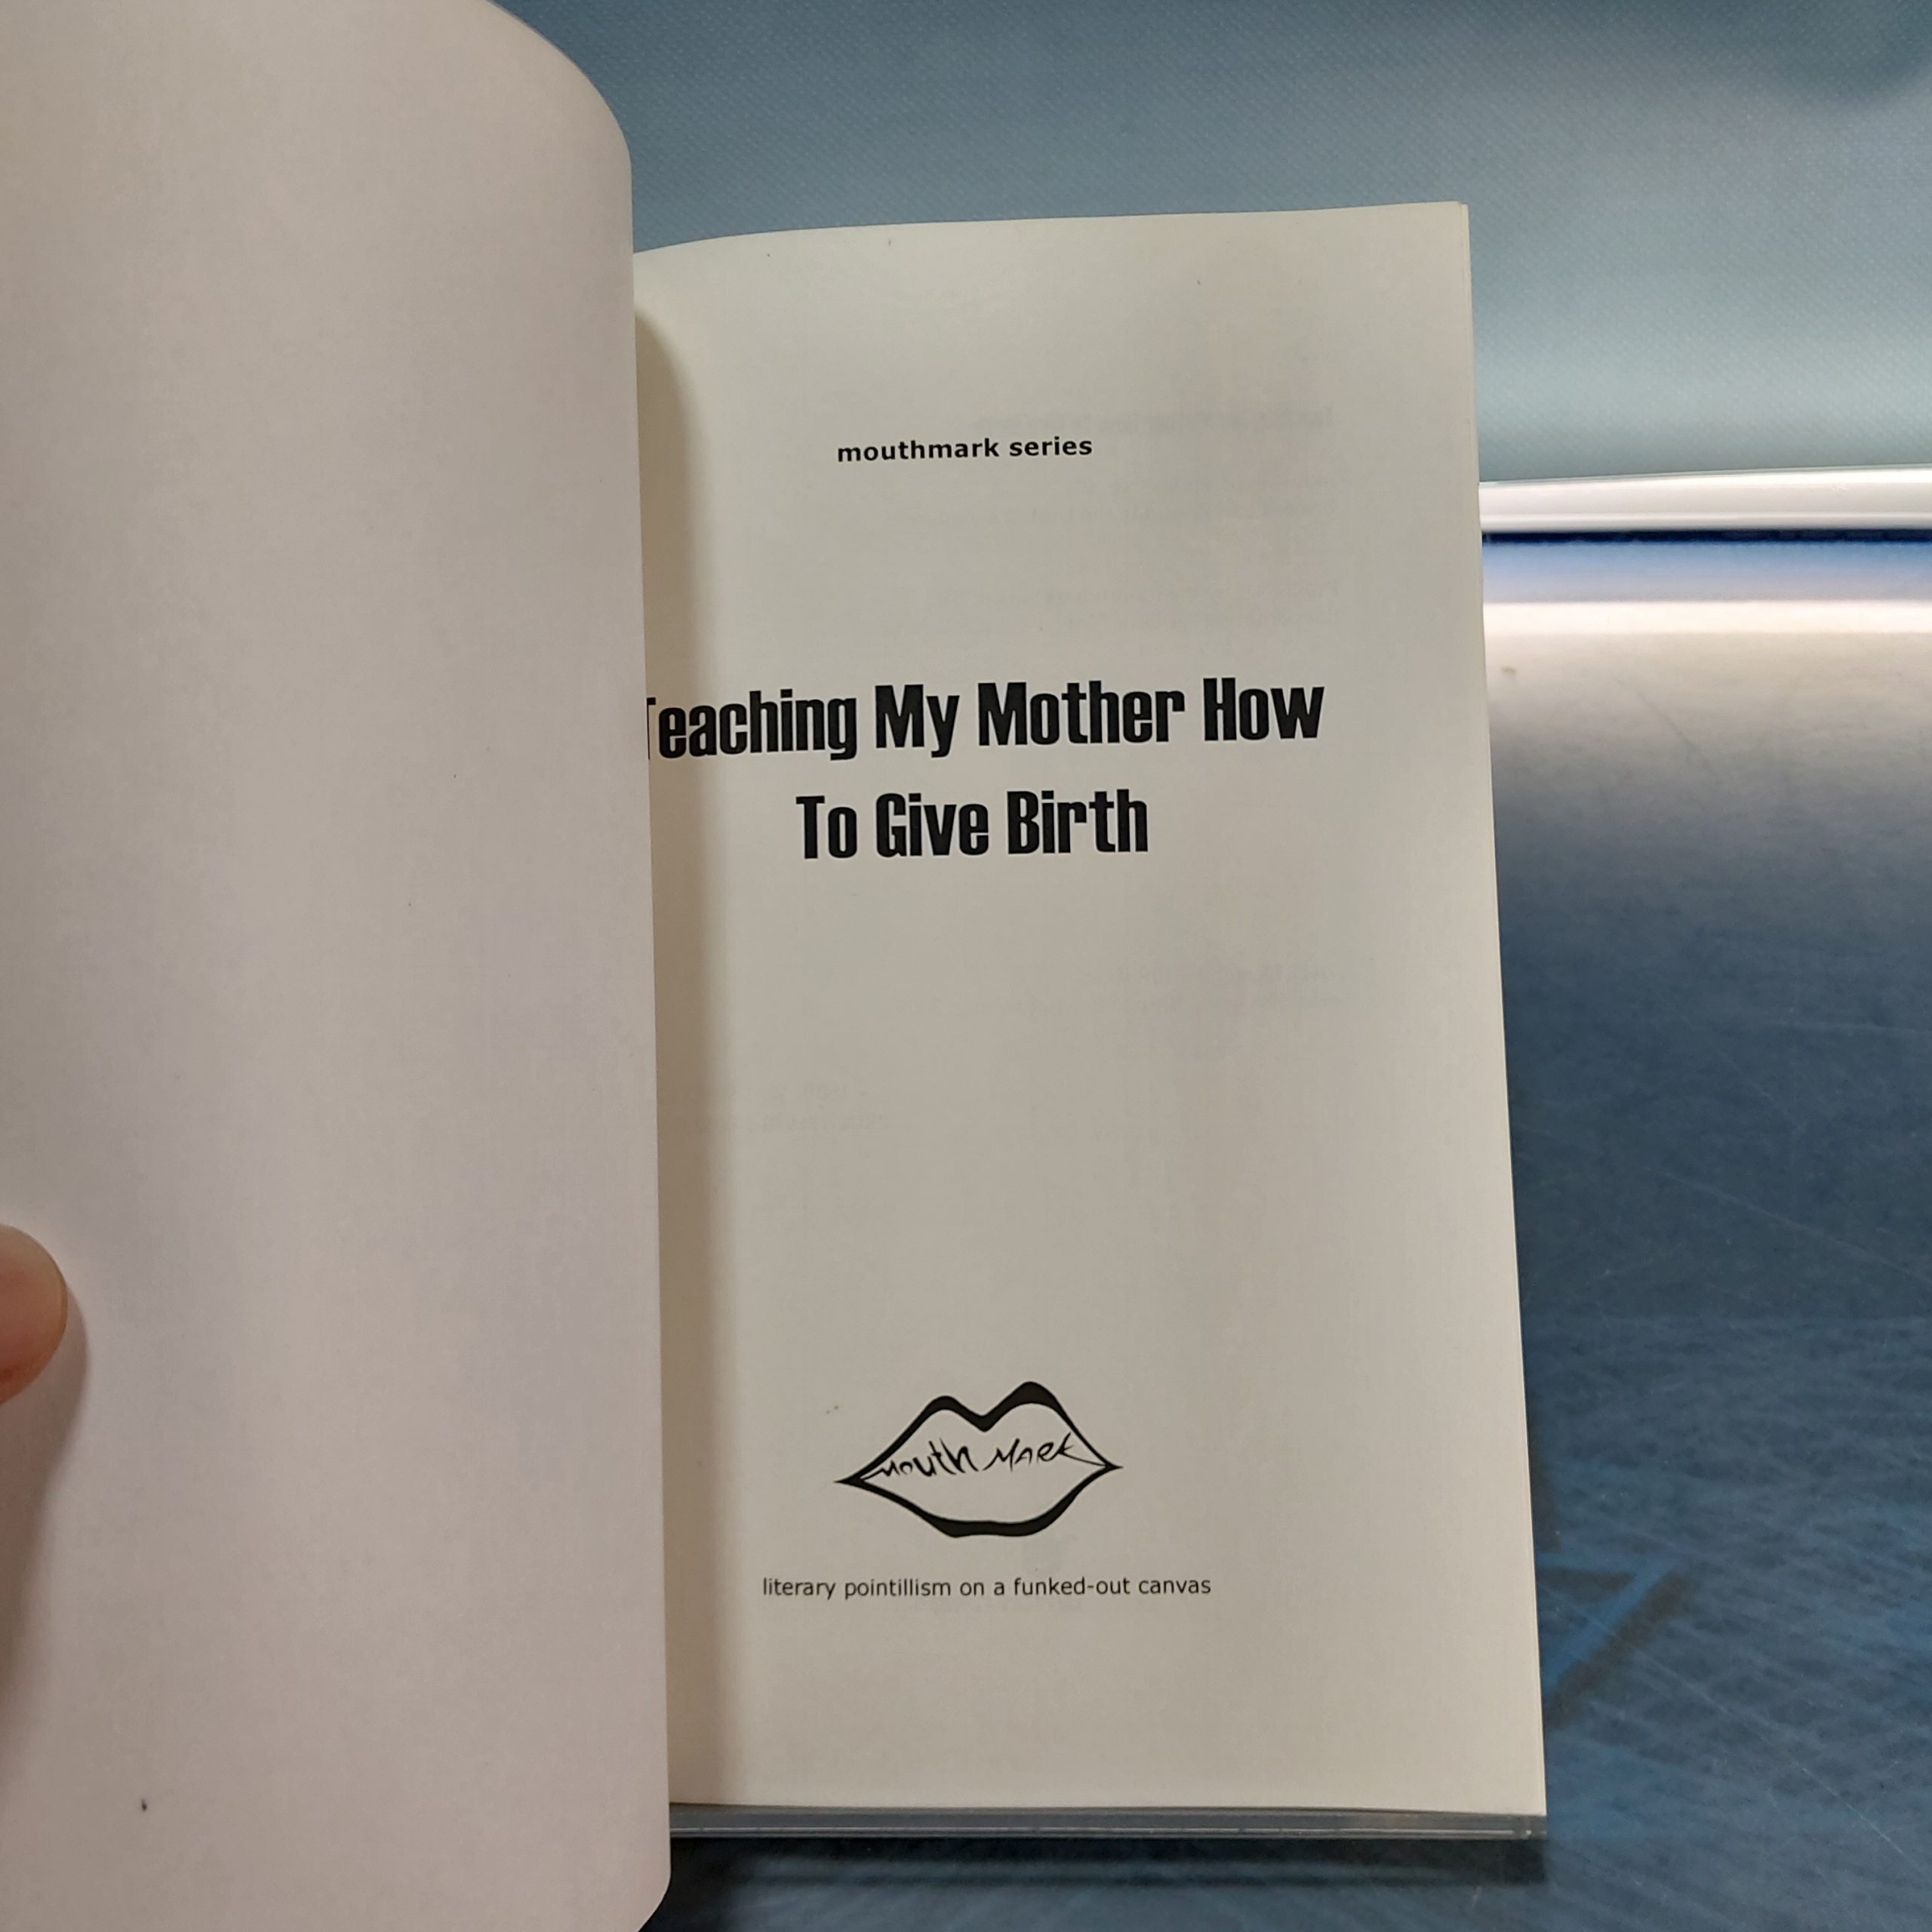 mouthmark series
Teaching My Mother How
To Give Birth
mouth MARK
literary pointillism on a funked-out canvas